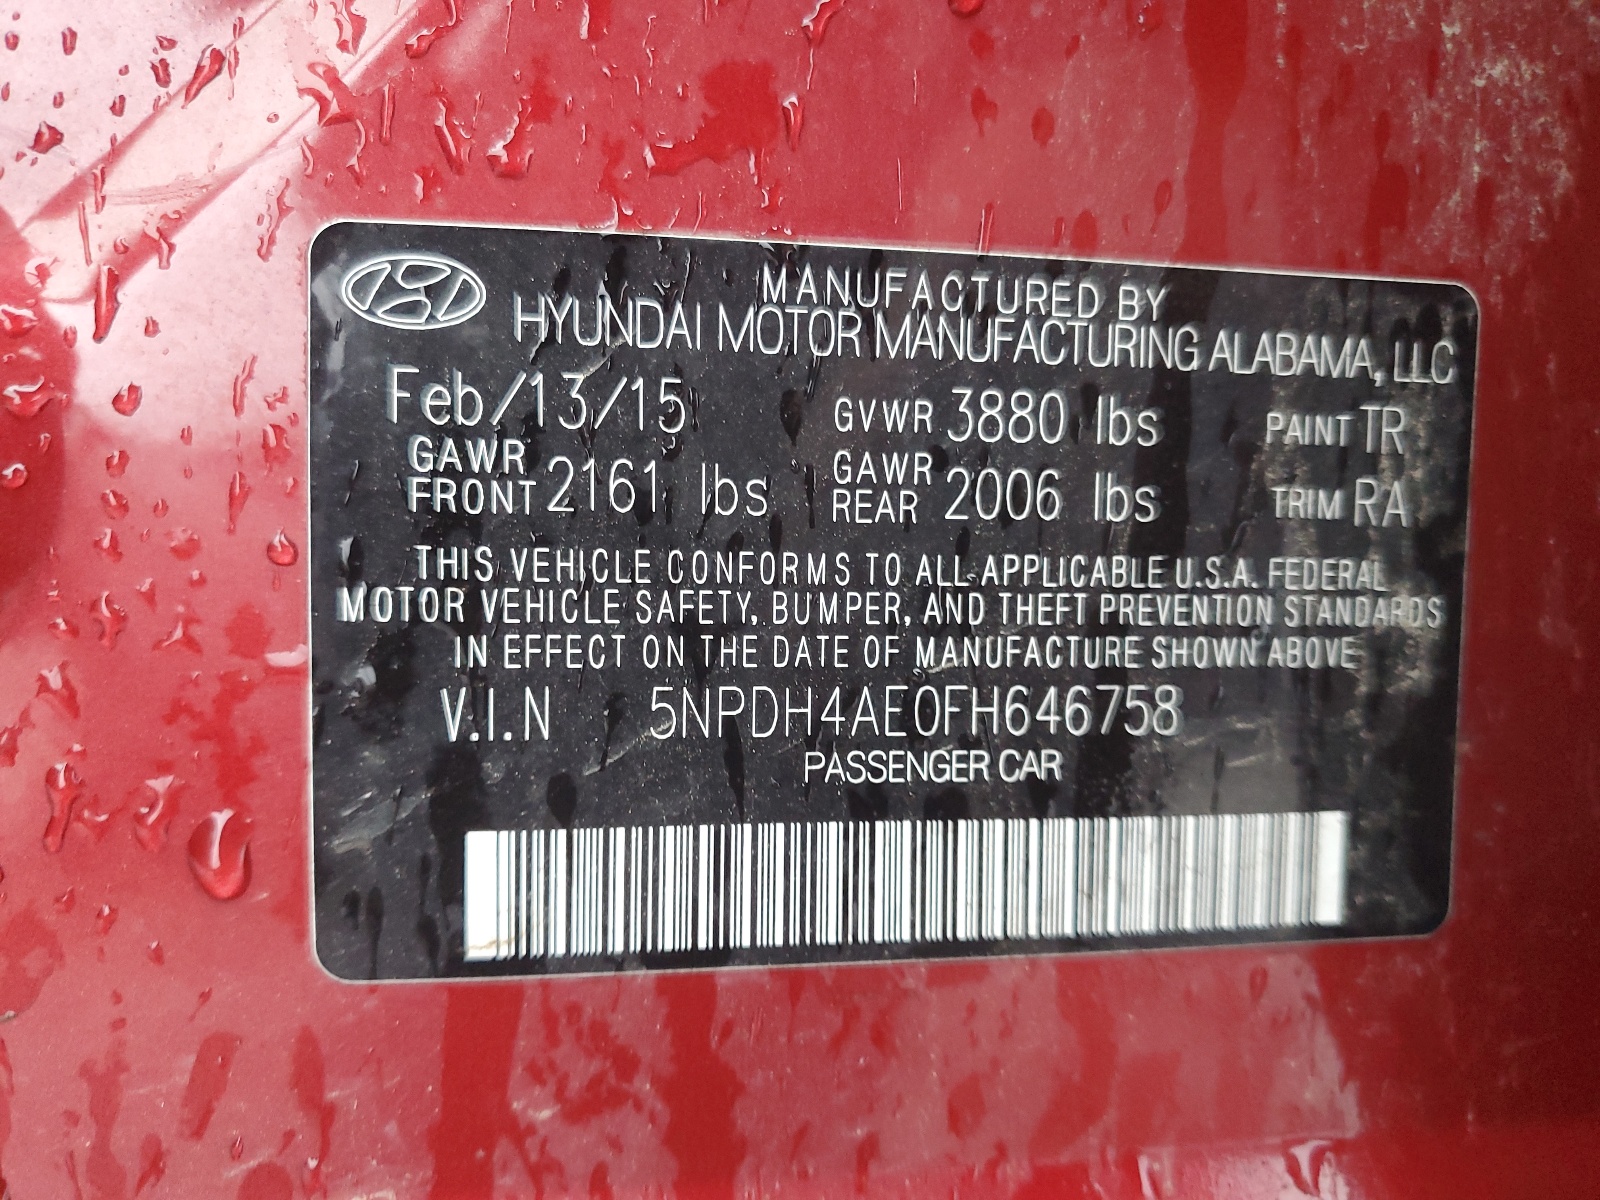 MANUFACTURED BY
HYUNDAI MOTOR MANUFACTURING ALABAMA, LLC
Feb/13/15 GVWR 3880 lbs PAINT TR
GAWR FRONT 2161 lbs GAWR REAR 2006 lbs TRIM RA
THIS VEHICLE CONFORMS TO ALL APPLICABLE U.S.A. FEDERAL
MOTOR VEHICLE SAFETY, BUMPER, AND THEFT PREVENTION STANDARDS
IN EFFECT ON THE DATE OF MANUFACTURE SHOWN ABOVE
V.I.N 5NPDH4AE0FH646758
PASSENGER CAR